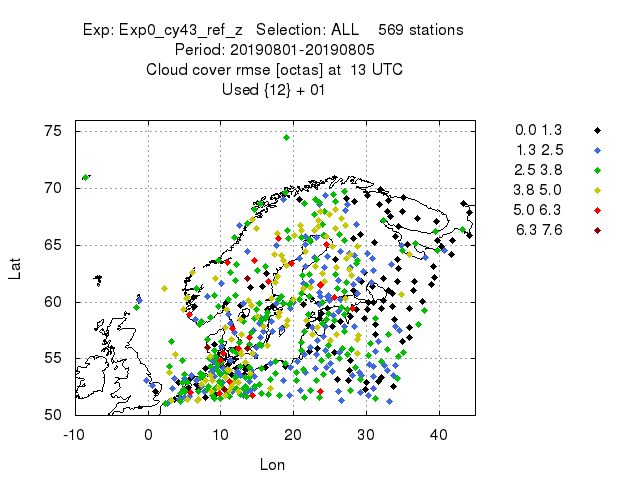 Exp: Exp0_cy43_ref_z Selection: ALL 569 stations
Period: 20190801-20190805
Cloud cover rmse [octas] at 13 UTC
Used {12} + 01
Lat
75
70
65
60
55
50
-10 0 10 20 30 40
Lon
0.0 1.3
1.3 2.5
2.5 3.8
3.8 5.0
5.0 6.3
6.3 7.6